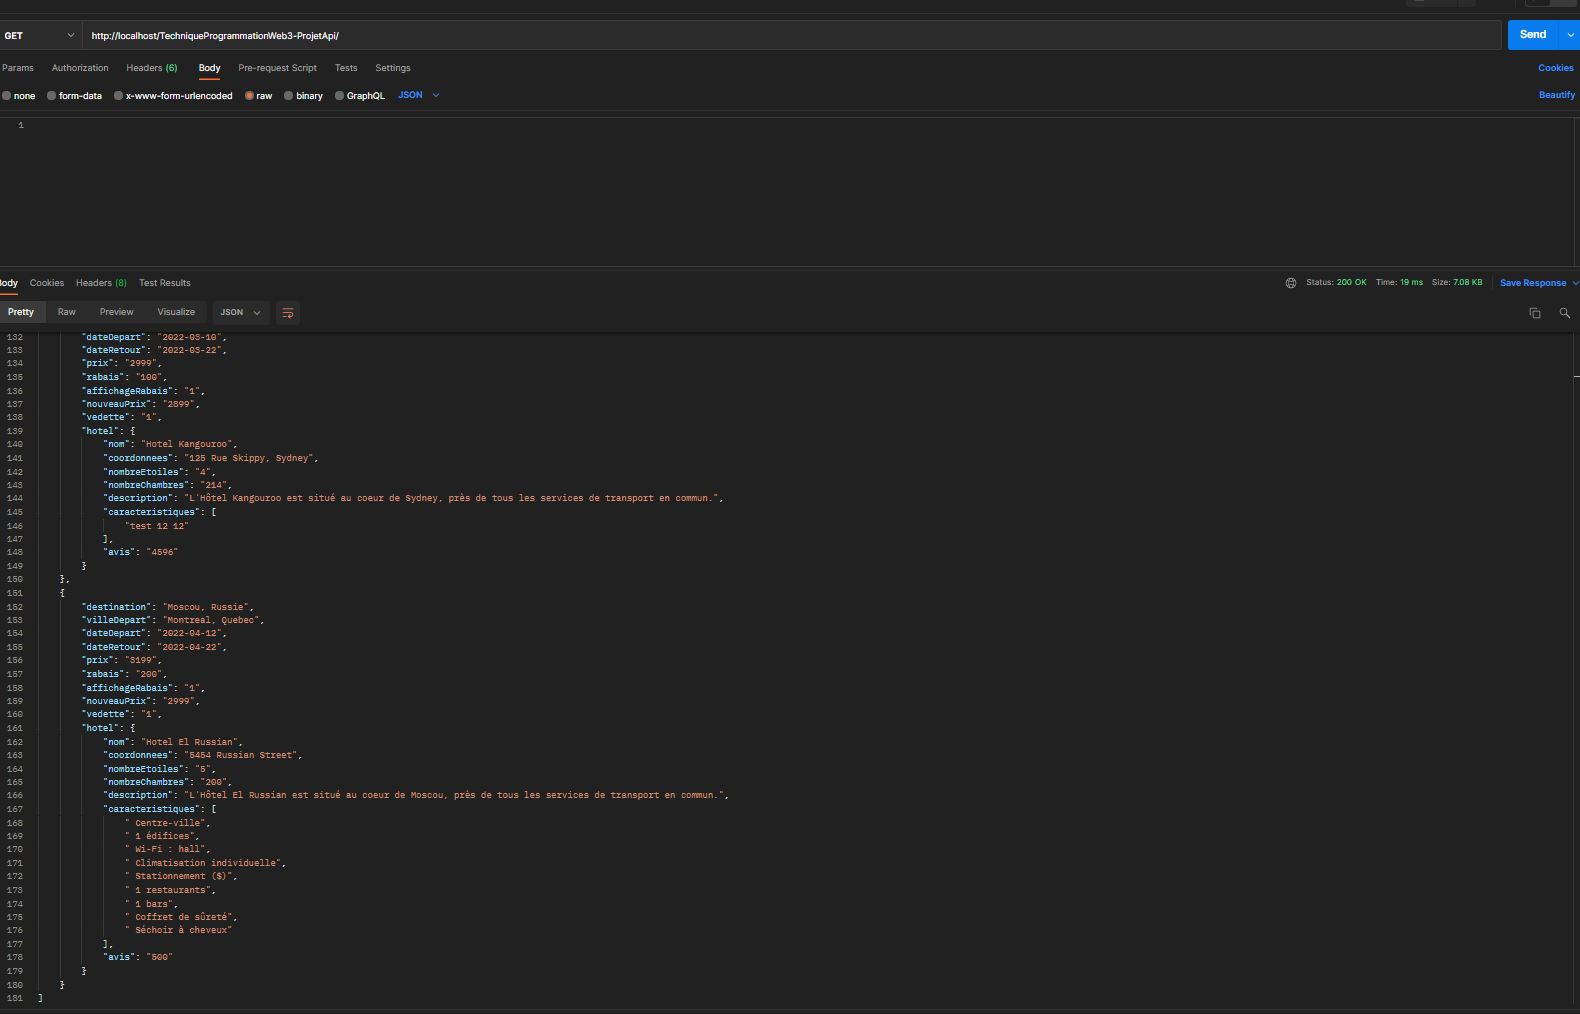 GET http://localhost/TechniqueProgrammationWeb3-ProjetApi/ Send
Params Authorization Headers (6) Body Pre-request Script Tests Settings Cookies
none form-data x-www-form-urlencoded raw binary GraphQL JSON Beautify
1
Body Cookies Headers (8) Test Results Status: 200 OK Time: 19 ms Size: 7.08 KB Save Response
Pretty Raw Preview Visualize JSON
132 "dateDepart": "2022-03-10",
133 "dateRetour": "2022-03-22",
134 "prix": "2999",
135 "rabais": "100",
136 "affichageRabais": "1",
137 "nouveauPrix": "2899",
138 "vedette": "1",
139 "hotel": {
140 "nom": "Hotel Kangouroo",
141 "coordonnees": "125 Rue Skippy, Sydney",
142 "nombreEtoiles": "4",
143 "nombreChambres": "214",
144 "description": "L'Hôtel Kangouroo est situé au coeur de Sydney, près de tous les services de transport en commun.",
145 "caracteristiques": [
146 "test 12 12"
147 ],
148 "avis": "4596"
149 }
150 },
151 {
152 "destination": "Moscou, Russie",
153 "villeDepart": "Montreal, Quebec",
154 "dateDepart": "2022-04-12",
155 "dateRetour": "2022-04-22",
156 "prix": "3199",
157 "rabais": "200",
158 "affichageRabais": "1",
159 "nouveauPrix": "2999",
160 "vedette": "1",
161 "hotel": {
162 "nom": "Hotel El Russian",
163 "coordonnees": "5454 Russian Street",
164 "nombreEtoiles": "5",
165 "nombreChambres": "200",
166 "description": "L'Hôtel El Russian est situé au coeur de Moscou, près de tous les services de transport en commun.",
167 "caracteristiques": [
168 " Centre-ville",
169 " 1 édifices",
170 " Wi-Fi : hall",
171 " Climatisation individuelle",
172 " Stationnement ($)",
173 " 1 restaurants",
174 " 1 bars",
175 " Coffret de sûreté",
176 " Séchoir à cheveux"
177 ],
178 "avis": "500"
179 }
180 }
181 ]